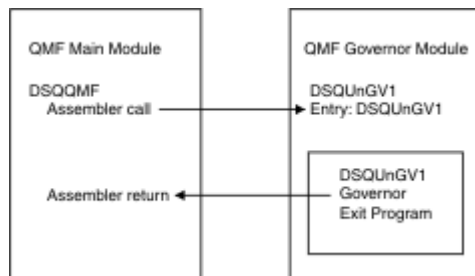 QMF Main Module
DSQQMF
Assembler call
Assembler return
QMF Governor Module
DSQUnGV1
Entry: DSQUnGV1
DSQUnGV1
Governor
Exit Program